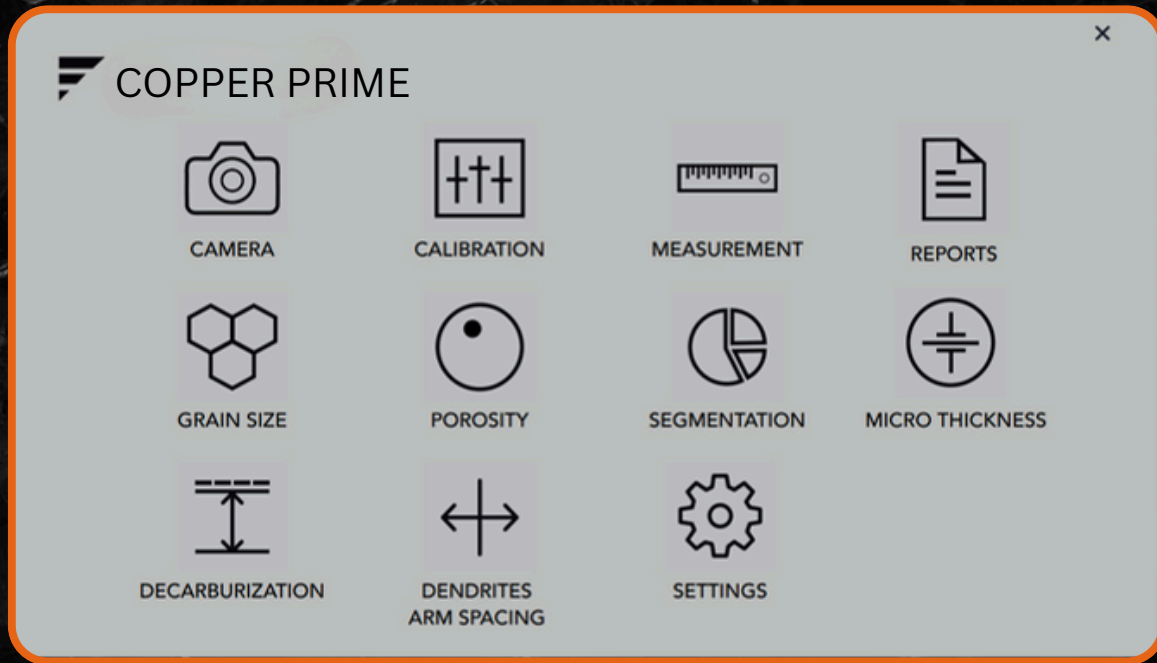 COPPER PRIME
CAMERA
CALIBRATION
MEASUREMENT
REPORTS
GRAIN SIZE
POROSITY
SEGMENTATION
MICRO THICKNESS
DECARBURIZATION
DENDRITES
ARM SPACING
SETTINGS